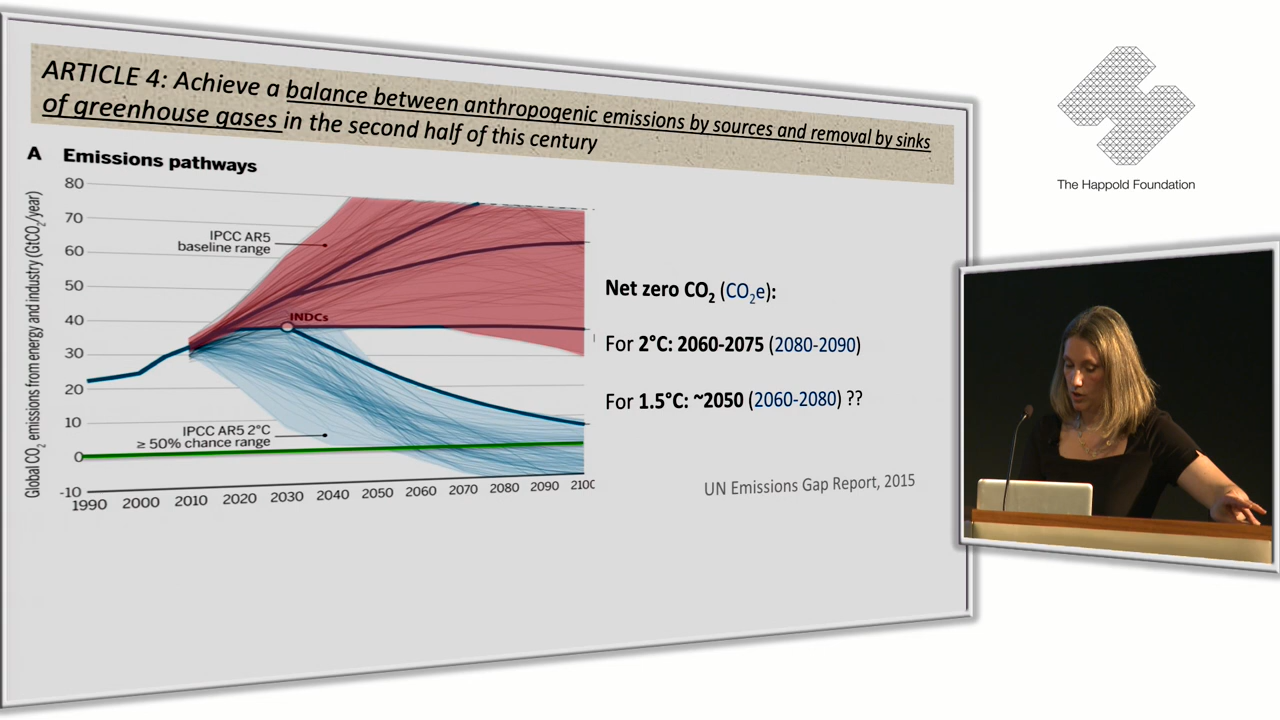 ARTICLE 4: Achieve a balance between anthropogenic emissions by sources and removal by sinks
of greenhouse gases in the second half of this century
A Emissions pathways
Global CO₂ emissions from energy and industry (GtCO₂/year)
80
70
60
50
40
30
20
10
0
-10
IPCC AR5
baseline range
INDCs
IPCC AR5 2°C
≥ 50% chance range
1990 2000 2010 2020 2030 2040 2050 2060 2070 2080 2090 2100
Net zero CO₂ (CO₂e):
For 2°C: 2060-2075 (2080-2090)
For 1.5°C: ~2050 (2060-2080) ??
UN Emissions Gap Report, 2015
The Happold Foundation